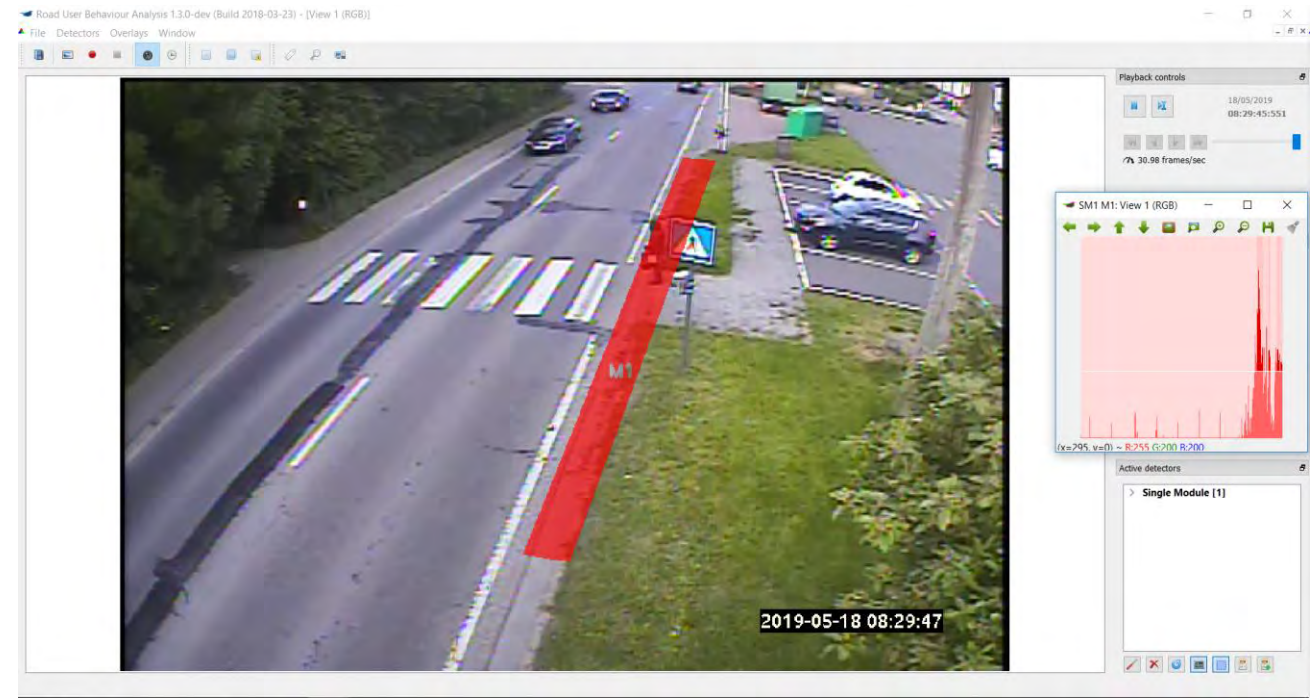 Road User Behaviour Analysis 1.3.0-dev (Build 2018-03-23) - [View 1 (RGB)]
File Detectors Overlays Window
Playback controls
18/05/2019
08:29:45:551
30.98 frames/sec
SM1 M1: View 1 (RGB)
M1
(x=295, y=0) ~ R:255 G:200 B:200
Active detectors
Single Module [1]
2019-05-18 08:29:47